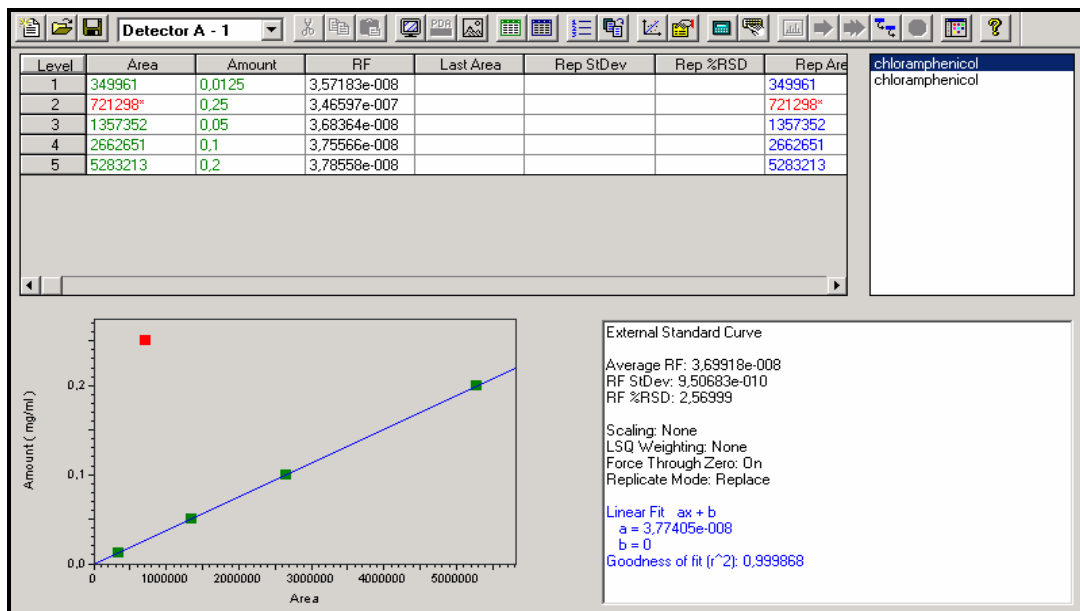 Detector A - 1
PDA
Level Area Amount RF Last Area Rep StDev Rep %RSD Rep Are
1 349961 0,0125 3,57183e-008 349961
2 721298* 0,25 3,46597e-007 721298*
3 1357352 0,05 3,68364e-008 1357352
4 2662651 0,1 3,75566e-008 2662651
5 5283213 0,2 3,78558e-008 5283213
chloramphenicol
chloramphenicol
Amount ( mg/ml )
0,2
0,1
0,0
0 1000000 2000000 3000000 4000000 5000000
Area
External Standard Curve
Average RF: 3,69918e-008
RF StDev: 9,50683e-010
RF %RSD: 2,56999
Scaling: None
LSQ Weighting: None
Force Through Zero: On
Replicate Mode: Replace
Linear Fit ax + b
a = 3,77405e-008
b = 0
Goodness of fit (r^2): 0,999868